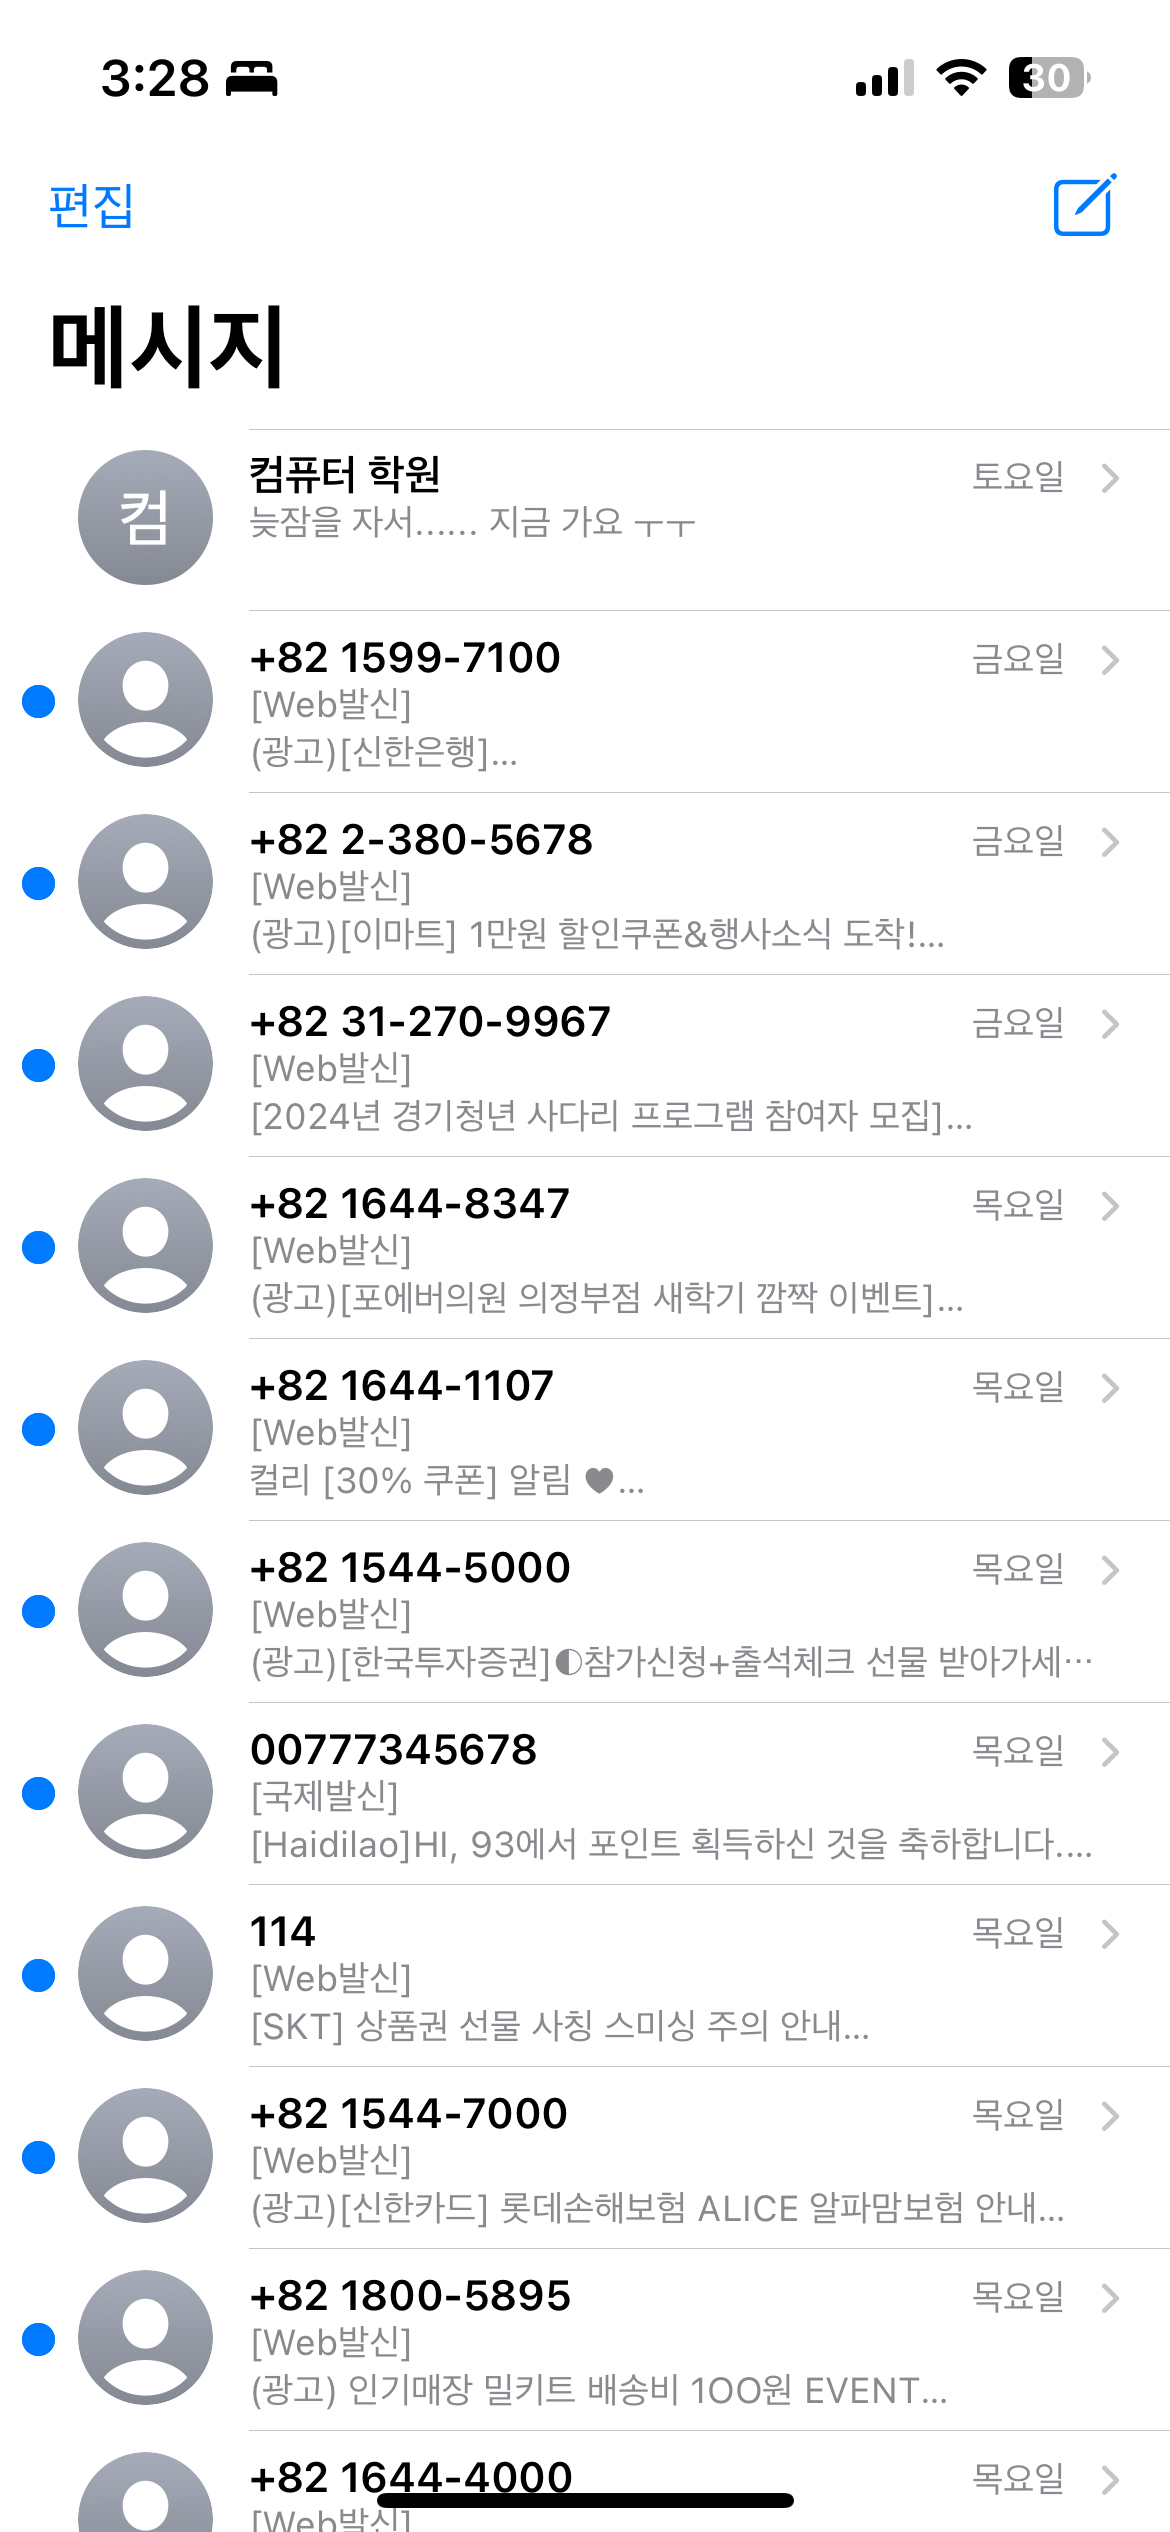 3:28
30
편집
메시지
컴
컴퓨터 학원
토요일
늦잠을 자서…… 지금 가요 ㅜㅜ
+82 1599-7100
금요일
[Web발신]
(광고)[신한은행]...
+82 2-380-5678
금요일
[Web발신]
(광고)[이마트] 1만원 할인쿠폰&행사소식 도착!...
+82 31-270-9967
금요일
[Web발신]
[2024년 경기청년 사다리 프로그램 참여자 모집]...
+82 1644-8347
목요일
[Web발신]
(광고)[포에버의원 의정부점 새학기 깜짝 이벤트]...
+82 1644-1107
목요일
[Web발신]
컬리 [30% 쿠폰] 알림 ♥...
+82 1544-5000
목요일
[Web발신]
(광고)[한국투자증권]◐참가신청+출석체크 선물 받아가세…
00777345678
목요일
[국제발신]
[Haidilao]HI, 93에서 포인트 획득하신 것을 축하합니다....
114
목요일
[Web발신]
[SKT] 상품권 선물 사칭 스미싱 주의 안내...
+82 1544-7000
목요일
[Web발신]
(광고)[신한카드] 롯데손해보험 ALICE 알파맘보험 안내...
+82 1800-5895
목요일
[Web발신]
(광고) 인기매장 밀키트 배송비 1OO원 EVENT...
+82 1644-4000
목요일
[Web발신]